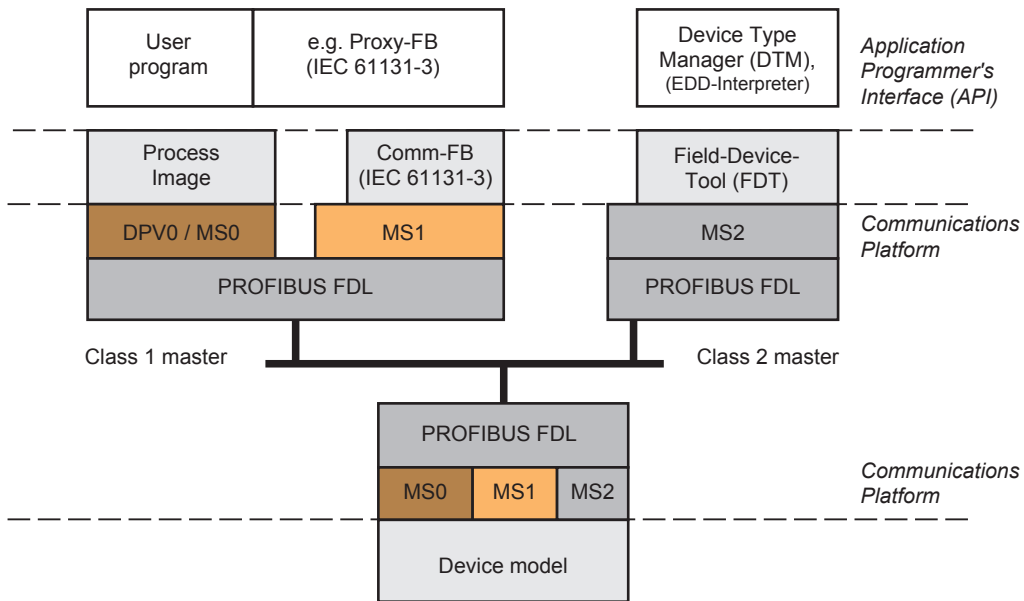 User
program
e.g. Proxy-FB
(IEC 61131-3)
Device Type
Manager (DTM),
(EDD-Interpreter)
Application
Programmer's
Interface (API)
Process
Image
Comm-FB
(IEC 61131-3)
Field-Device-
Tool (FDT)
DPV0 / MS0
MS1
MS2
Communications
Platform
PROFIBUS FDL
PROFIBUS FDL
Class 1 master
Class 2 master
PROFIBUS FDL
MS0
MS1
MS2
Communications
Platform
Device model